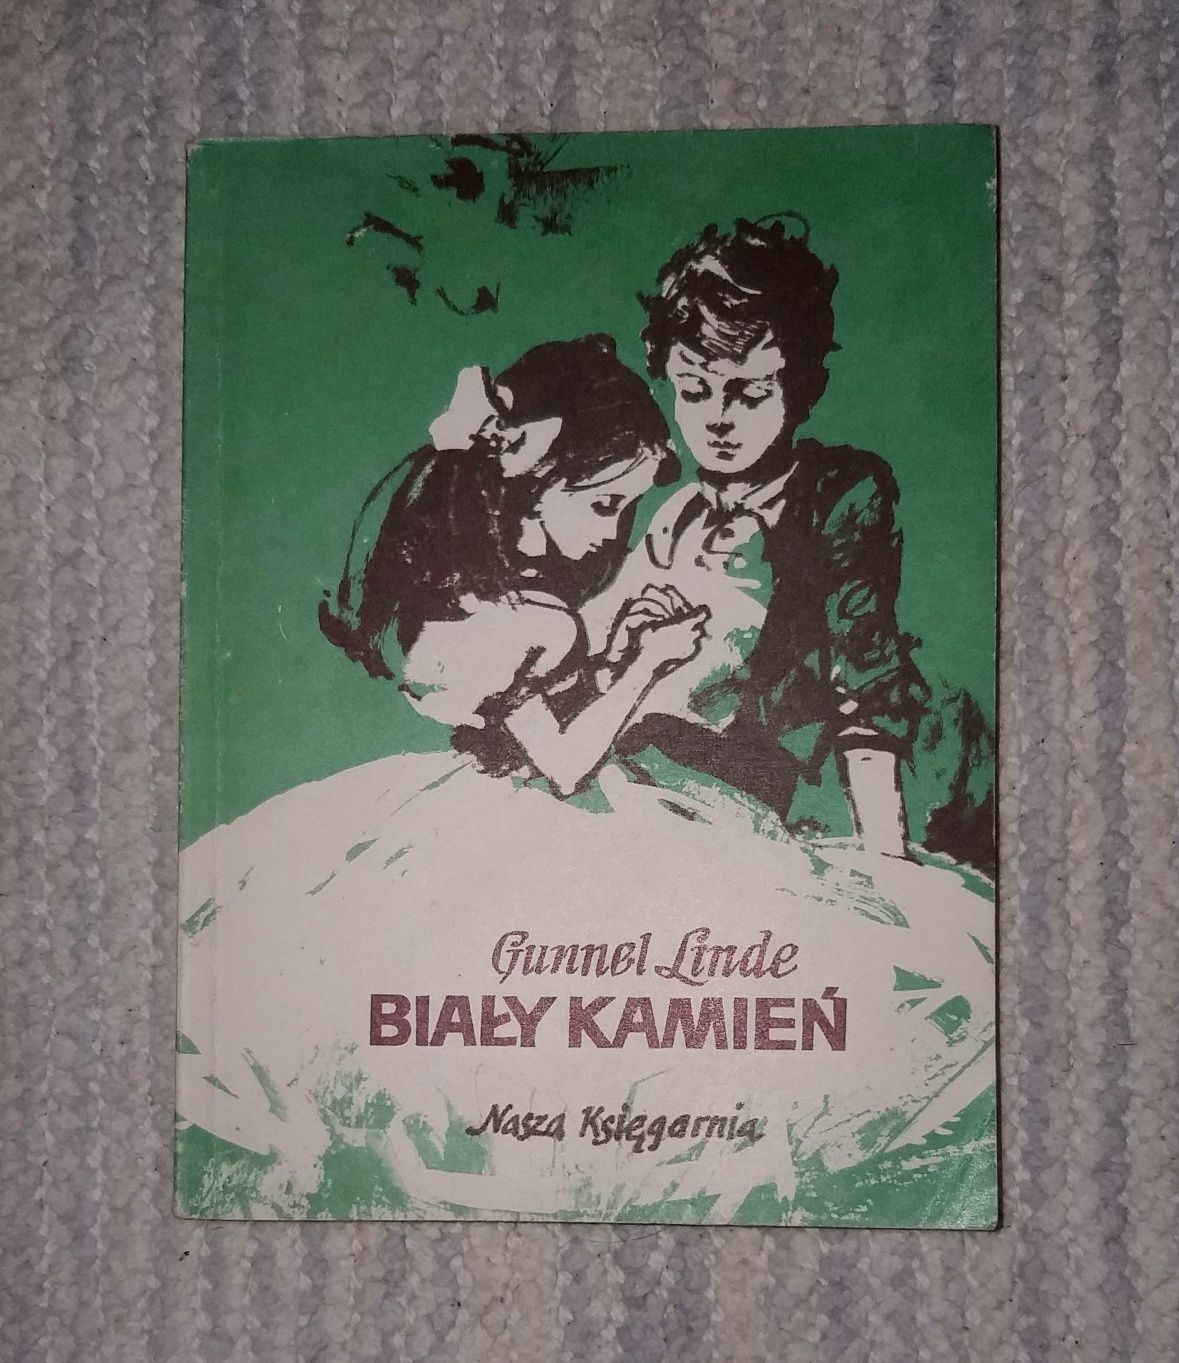 Gunnel Linde
BIAŁY KAMIEŃ
Nasza Księgarnia